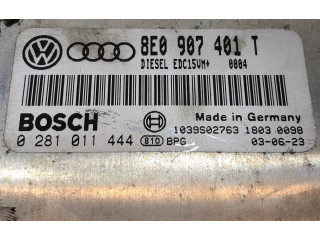 8E0 907 401 T
DIESEL EDC15VM+ 0004
Made in Germany
BOSCH
1039S02763 1803 0098
0 281 011 444 E10 BPG 03-06-23